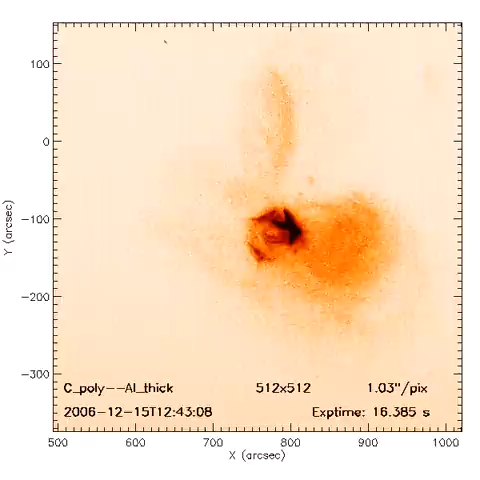 100
0
-100
-200
-300
Y (arcsec)
C_poly--Al_thick 512x512 1.03"/pix
2006-12-15T12:43:08 Exptime: 16.385 s
500 600 700 800 900 1000
X (arcsec)